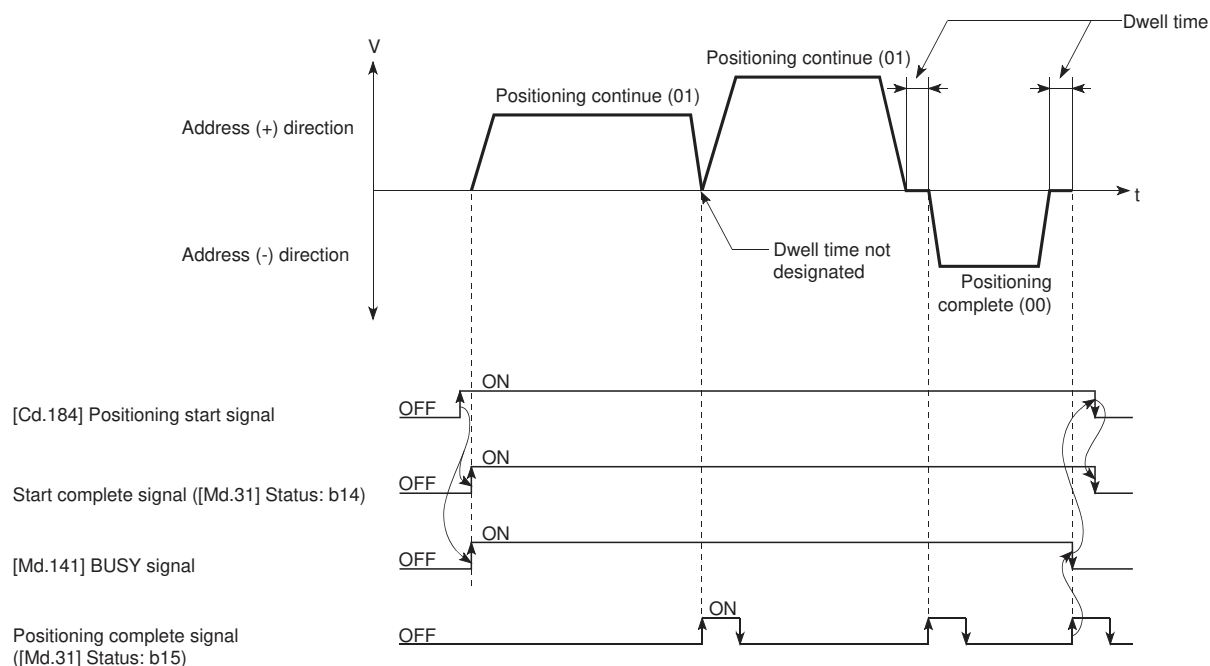 Dwell time
V
Positioning continue (01)
Positioning continue (01)
Address (+) direction
t
Address (-) direction
Dwell time not
designated
Positioning
complete (00)
ON
[Cd.184] Positioning start signal
OFF
ON
Start complete signal ([Md.31] Status: b14)
OFF
ON
[Md.141] BUSY signal
OFF
ON
Positioning complete signal
([Md.31] Status: b15)
OFF